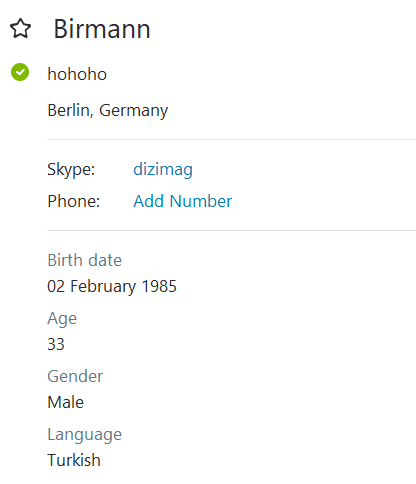 Birmann
hohoho
Berlin, Germany
Skype: dizimag
Phone: Add Number
Birth date
02 February 1985
Age
33
Gender
Male
Language
Turkish